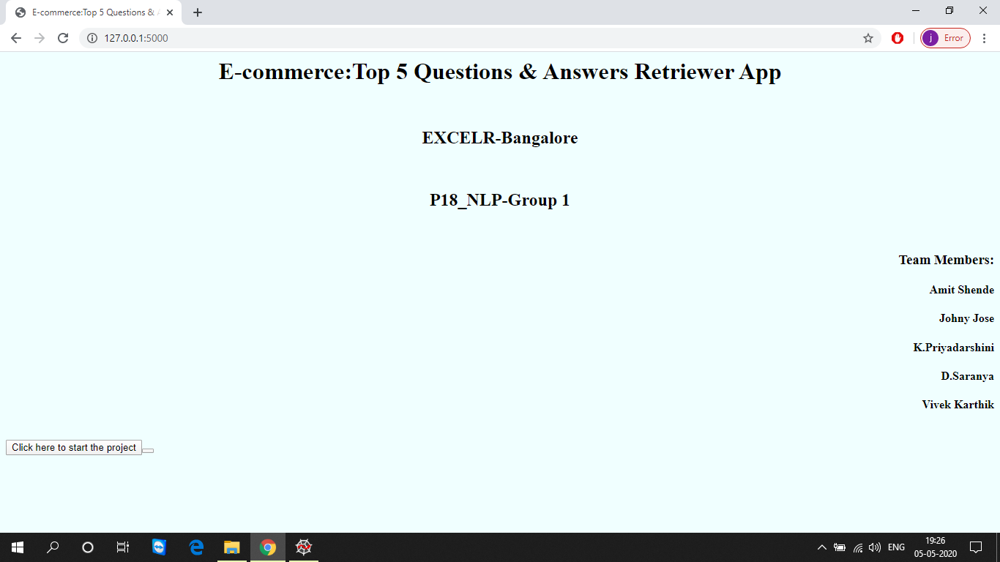 E-commerce:Top 5 Questions & A
127.0.0.1:5000
j Error
E-commerce:Top 5 Questions & Answers Retriewer App
EXCELR-Bangalore
P18_NLP-Group 1
Team Members:
Amit Shende
Johny Jose
K.Priyadarshini
D.Saranya
Vivek Karthik
Click here to start the project
ENG
19:26
05-05-2020